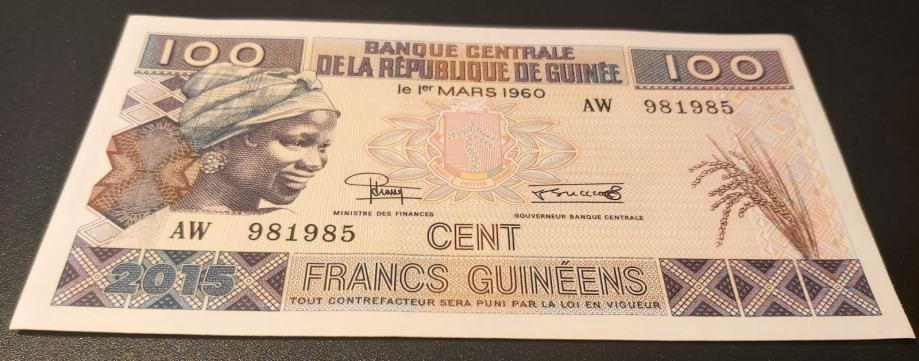 100
BANQUE CENTRALE
DE LA RÉPUBLIQUE DE GUINÉE
le 1er MARS 1960
100
AW 981985
JUSTICE
MINISTRE DES FINANCES
GOUVERNEUR BANQUE CENTRALE
AW 981985
CENT
2015
FRANCS GUINÉENS
TOUT CONTREFACTEUR SERA PUNI PAR LA LOI EN VIGUEUR